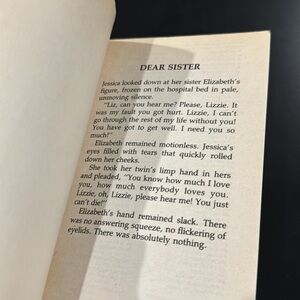 DEAR SISTER
Jessica looked down at her sister Elizabeth's
figure, frozen on the hospital bed in pale,
unmoving silence.
"Liz, can you hear me? Please, Lizzie. It
was my fault you got hurt. Lizzie, I can't
go through the rest of my life without you!
You have got to get well. I need you so
much!"
Elizabeth remained motionless. Jessica's
eyes filled with tears that quickly rolled
down her cheeks.
She took her twin's limp hand in hers
and pleaded, "You know how much I love
you, how much everybody loves you.
Lizzie, oh, Lizzie, please hear me! You just
can't die!"
Elizabeth's hand remained slack. There
was no answering squeeze, no flickering of
eyelids. There was absolutely nothing.